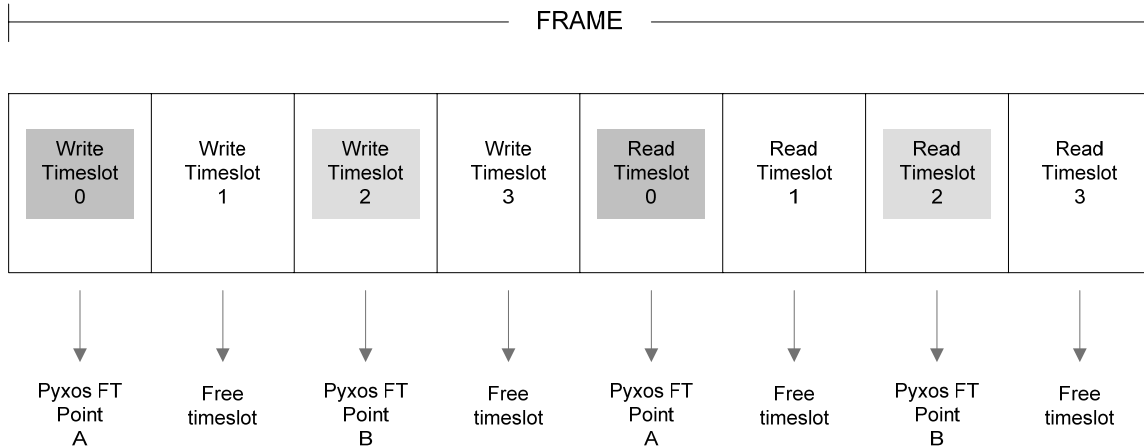 FRAME
Write
Timeslot
0
Write
Timeslot
1
Write
Timeslot
2
Write
Timeslot
3
Read
Timeslot
0
Read
Timeslot
1
Read
Timeslot
2
Read
Timeslot
3
Pyxos FT
Point
A
Free
timeslot
Pyxos FT
Point
B
Free
timeslot
Pyxos FT
Point
A
Free
timeslot
Pyxos FT
Point
B
Free
timeslot